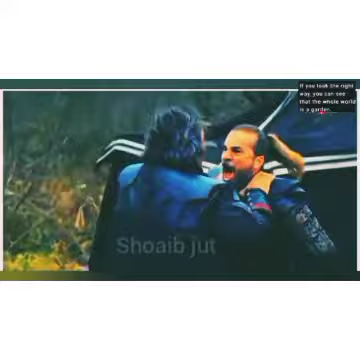 If you look the right
way, you can see
that the whole world
is a garden.
Shoaib jut